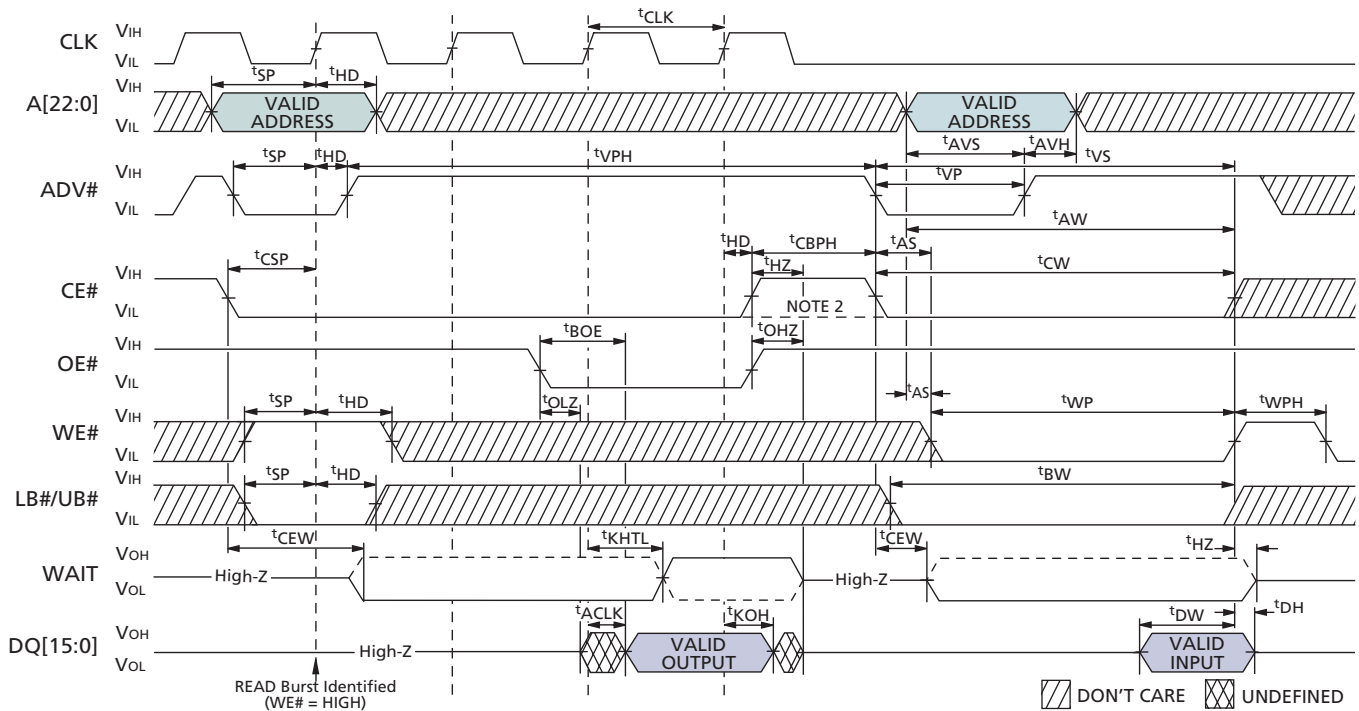 tCLK
CLK VIH
VIL
tSP tHD
A[22:0] VIH
VIL
VALID ADDRESS
VALID ADDRESS
tSP tHD tVPH tAVS tAVH tVS
ADV# VIH
VIL
tVP
tAW
tCSP tHD tCBPH tAS
CE# VIH
VIL
tHZ tCW
NOTE 2
OE# VIH
VIL
tBOE tOHZ
tOLZ tAS
WE# VIH
VIL
tSP tHD tWP tWPH
LB#/UB# VIH
VIL
tSP tHD tBW
tCEW tKHTL tCEW tHZ
WAIT VOH
VOL
High-Z High-Z
tACLK tKOH tDW tDH
DQ[15:0] VOH
VOL
High-Z
VALID OUTPUT
VALID INPUT
READ Burst Identified
(WE# = HIGH)
DON'T CARE UNDEFINED